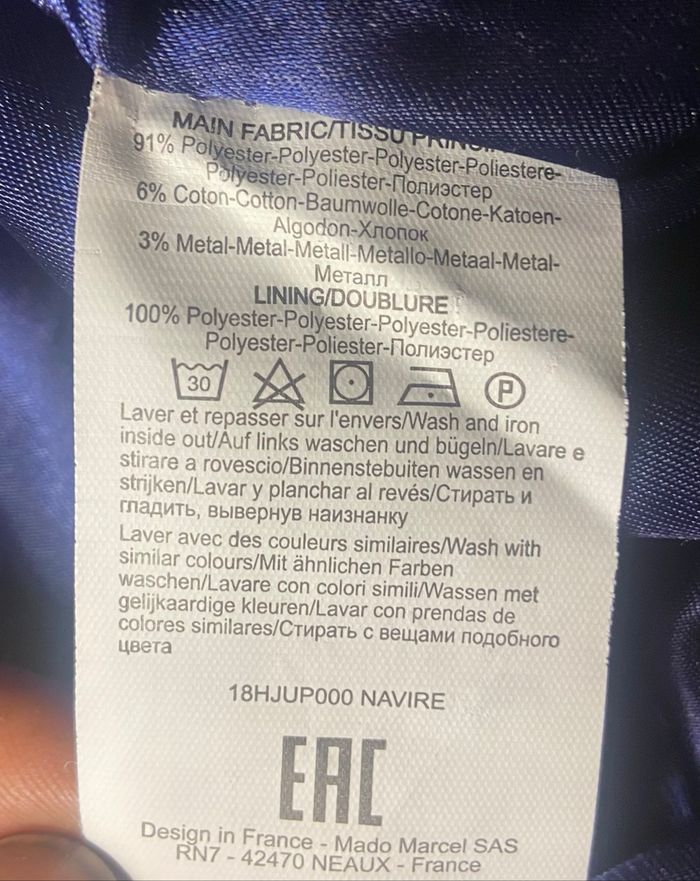 MAIN FABRIC/TISSU
91% Polyester-Polyester-Polyester-Poliestere-
Polyester-Poliester-Полиэстер
6% Coton-Cotton-Baumwolle-Cotone-Katoen-
Algodon-Хлопок
3% Metal-Metal-Metall-Metallo-Metaal-Metal-
Металл
LINING/DOUBLURE
100% Polyester-Polyester-Polyester-Poliestere-
Polyester-Poliester-Полиэстер
30 P
Laver et repasser sur l'envers/Wash and iron
inside out/Auf links waschen und bügeln/Lavare e
stirare a rovescio/Binnenstebuiten wassen en
strijken/Lavar y planchar al revés/Стирать и
гладить, вывернув наизнанку
Laver avec des couleurs similaires/Wash with
similar colours/Mit ähnlichen Farben
waschen/Lavare con colori simili/Wassen met
gelijkaardige kleuren/Lavar con prendas de
colores similares/Стирать с вещами подобного
цвета
18HJUP000 NAVIRE
EAC
Design in France - Mado Marcel SAS
RN7 - 42470 NEAUX - France